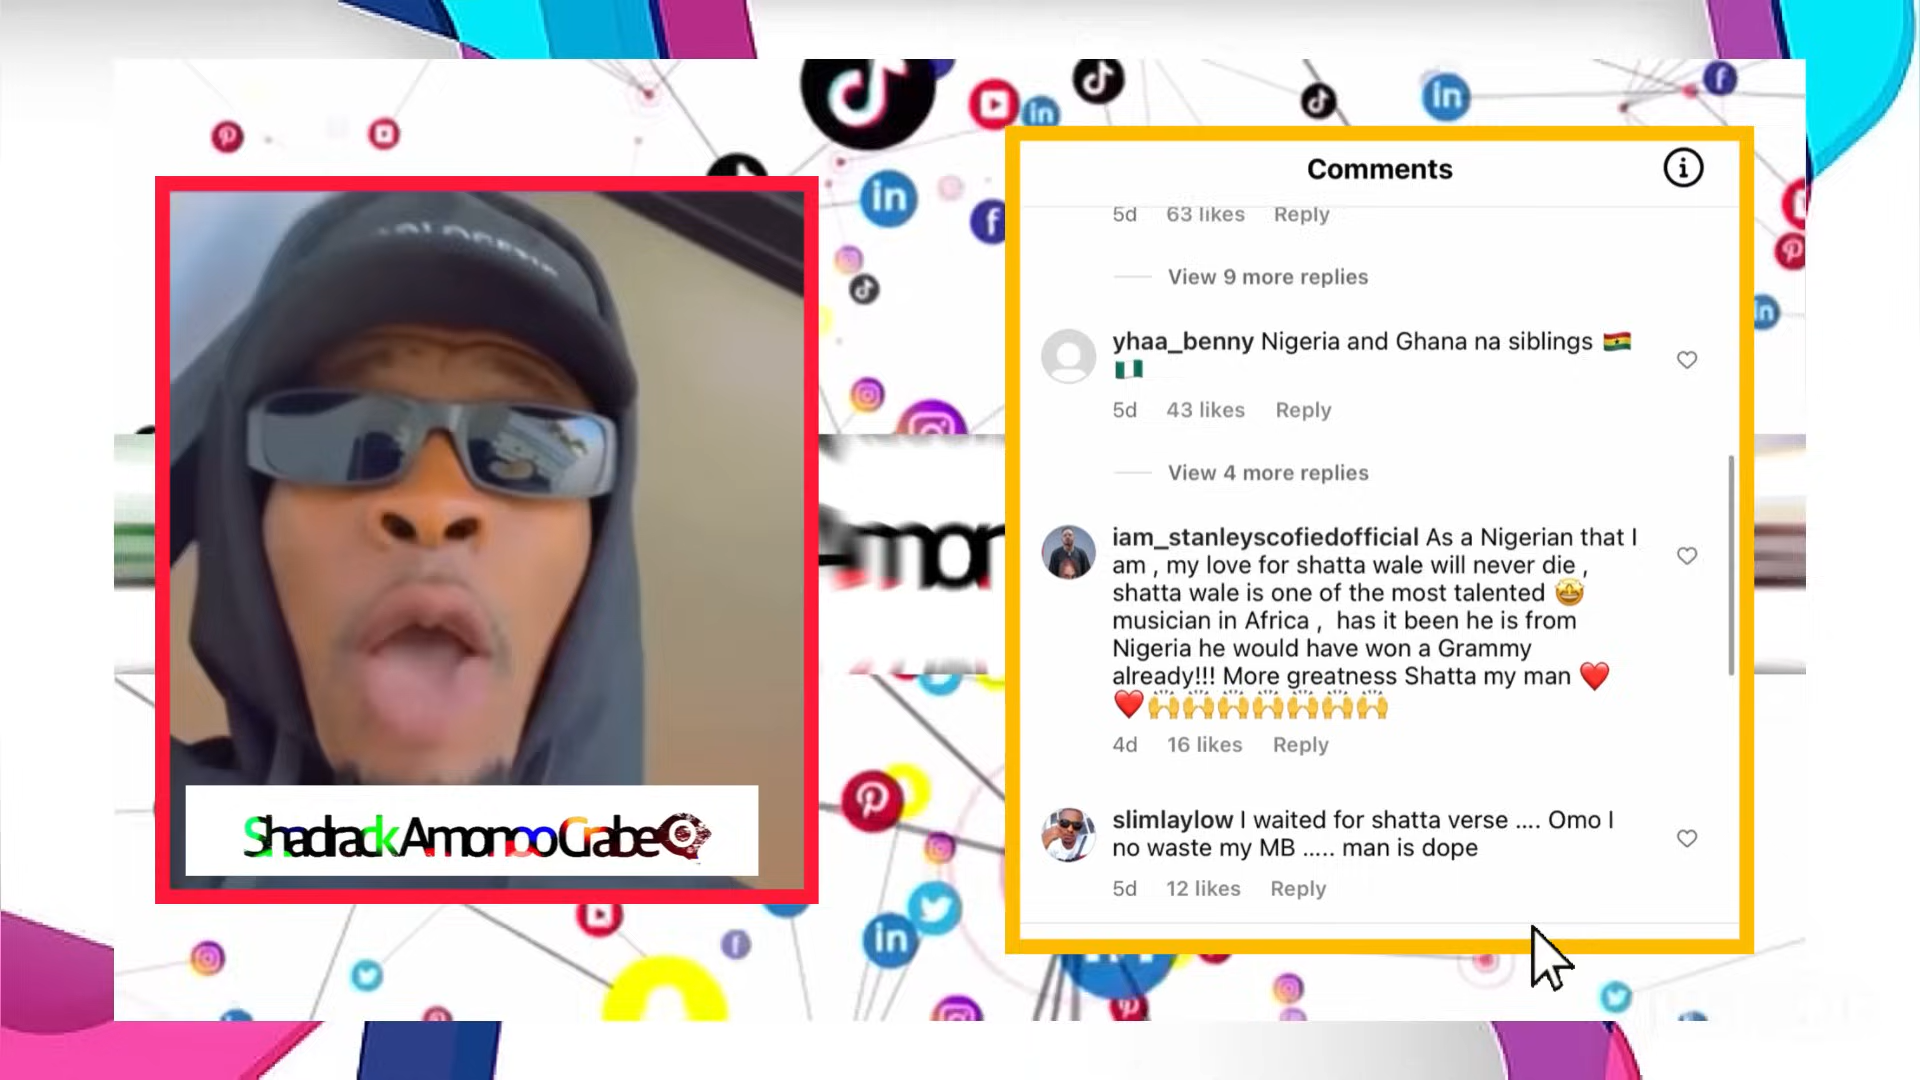 Comments
5d 63 likes Reply
View 9 more replies
yhaa_benny Nigeria and Ghana na siblings 🇬🇭
🇳🇬
5d 43 likes Reply
View 4 more replies
iam_stanleyscofiedofficial As a Nigerian that I
am , my love for shatta wale will never die ,
shatta wale is one of the most talented 🤩
musician in Africa , has it been he is from
Nigeria he would have won a Grammy
already!!! More greatness Shatta my man ❤️
❤️🙌🙌🙌🙌🙌🙌🙌
4d 16 likes Reply
slimlaylow I waited for shatta verse .... Omo I
no waste my MB ..... man is dope
5d 12 likes Reply
Shadrack Amonoo Crabe